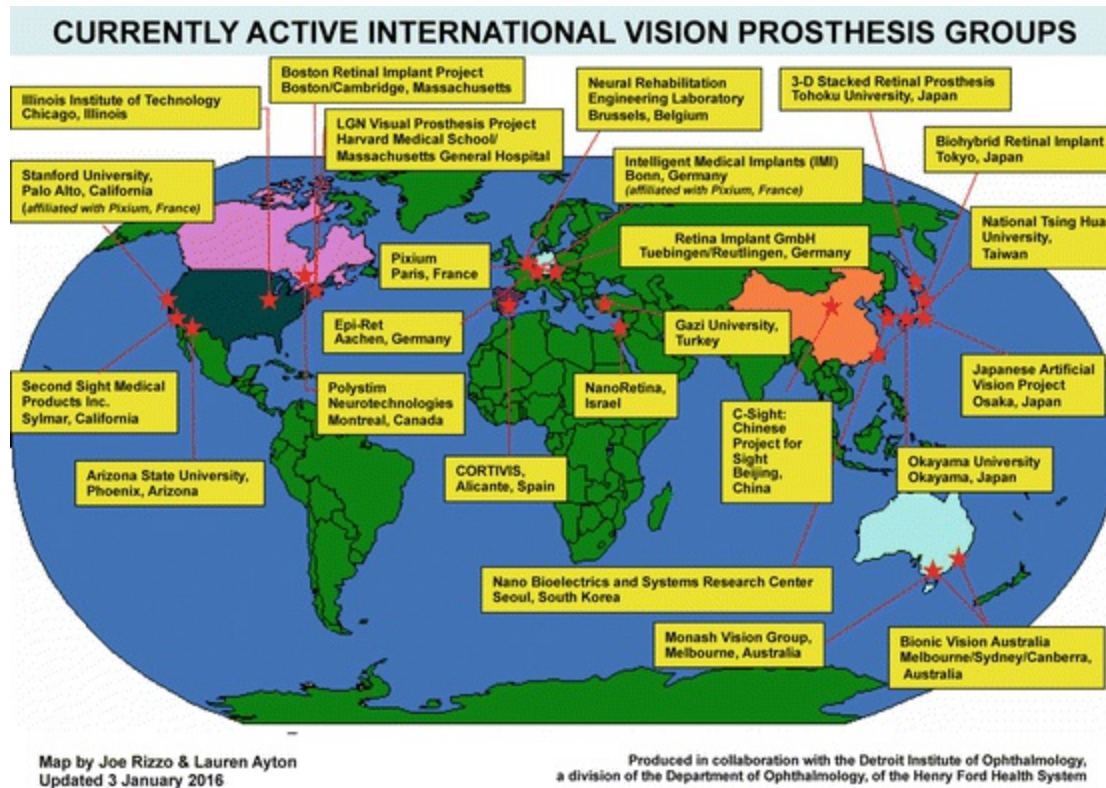 CURRENTLY ACTIVE INTERNATIONAL VISION PROSTHESIS GROUPS
Boston Retinal Implant Project
Boston/Cambridge, Massachusetts
Neural Rehabilitation
Engineering Laboratory
Brussels, Belgium
3-D Stacked Retinal Prosthesis
Tohoku University, Japan
Illinois Institute of Technology
Chicago, Illinois
LGN Visual Prosthesis Project
Harvard Medical School/
Massachusetts General Hospital
Biohybrid Retinal Implant
Tokyo, Japan
Stanford University,
Palo Alto, California
(affiliated with Pixium, France)
Intelligent Medical Implants (IMI)
Bonn, Germany
(affiliated with Pixium, France)
National Tsing Hua
University,
Taiwan
Pixium
Paris, France
Retina Implant GmbH
Tuebingen/Reutlingen, Germany
Epi-Ret
Aachen, Germany
Gazi University,
Turkey
Second Sight Medical
Products Inc.
Sylmar, California
Polystim
Neurotechnologies
Montreal, Canada
NanoRetina,
Israel
Japanese Artificial
Vision Project
Osaka, Japan
C-Sight:
Chinese
Project for
Sight
Beijing,
China
Arizona State University,
Phoenix, Arizona
CORTIVIS,
Alicante, Spain
Okayama University
Okayama, Japan
Nano Bioelectrics and Systems Research Center
Seoul, South Korea
Monash Vision Group,
Melbourne, Australia
Bionic Vision Australia
Melbourne/Sydney/Canberra,
Australia
Map by Joe Rizzo & Lauren Ayton
Updated 3 January 2016
Produced in collaboration with the Detroit Institute of Ophthalmology,
a division of the Department of Ophthalmology, of the Henry Ford Health System